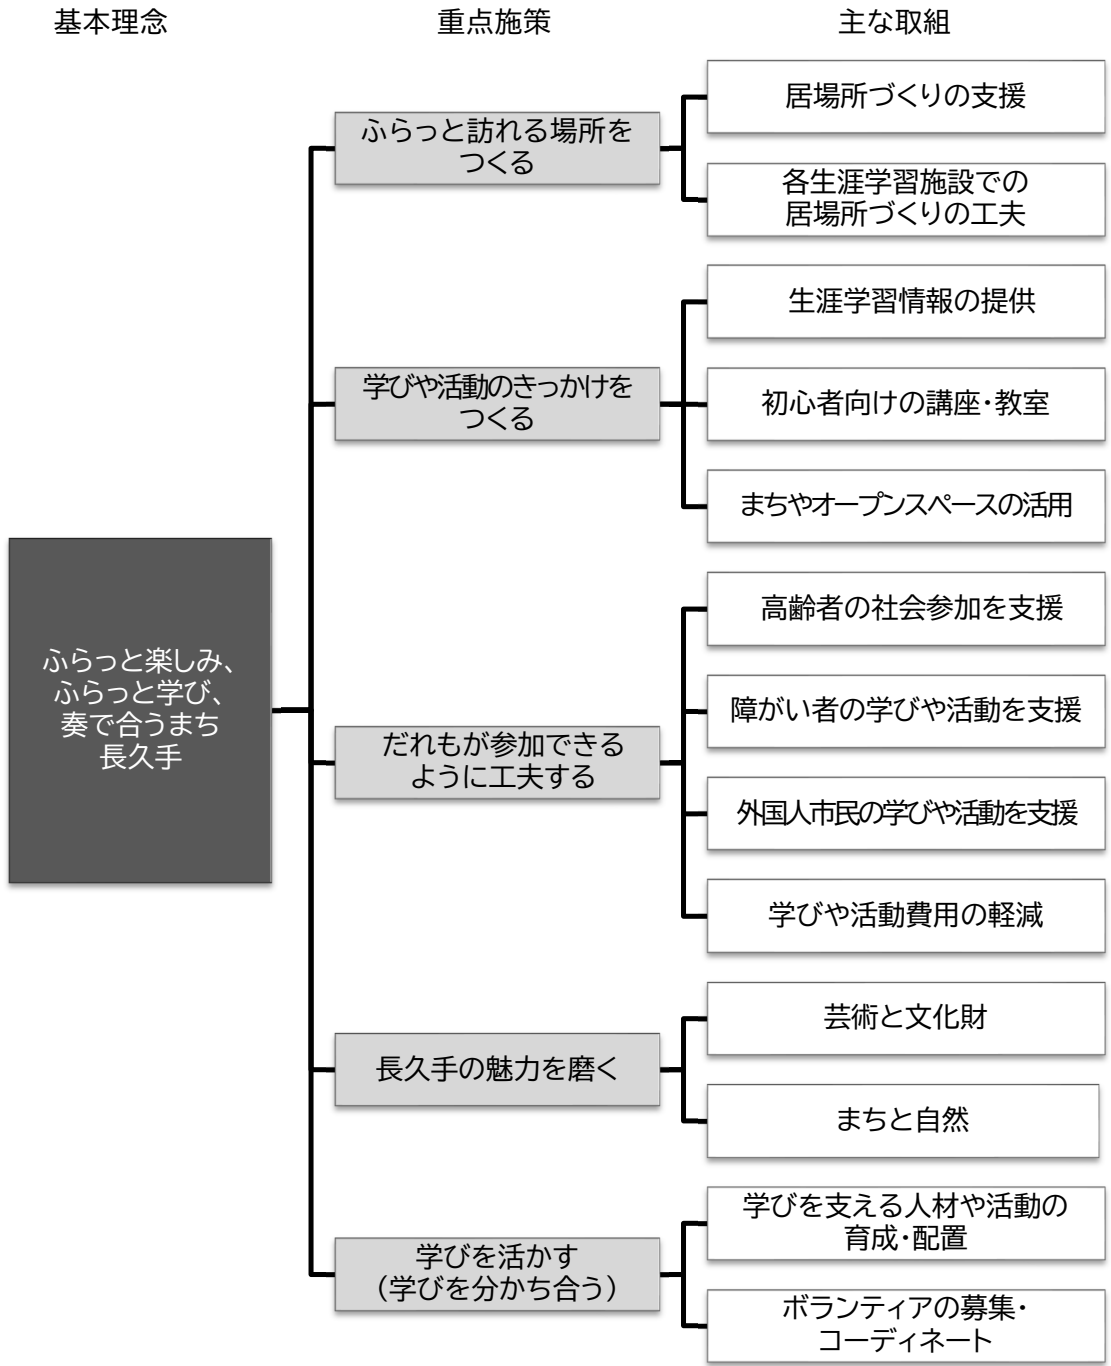 基本理念
重点施策
主な取組
ふらっと楽しみ、
ふらっと学び、
奏で合うまち
長久手
ふらっと訪れる場所を
つくる
居場所づくりの支援
各生涯学習施設での
居場所づくりの工夫
学びや活動のきっかけを
つくる
生涯学習情報の提供
初心者向けの講座・教室
まちやオープンスペースの活用
だれもが参加できる
ように工夫する
高齢者の社会参加を支援
障がい者の学びや活動を支援
外国人市民の学びや活動を支援
学びや活動費用の軽減
長久手の魅力を磨く
芸術と文化財
まちと自然
学びを活かす
（学びを分かち合う）
学びを支える人材や活動の
育成・配置
ボランティアの募集・
コーディネート